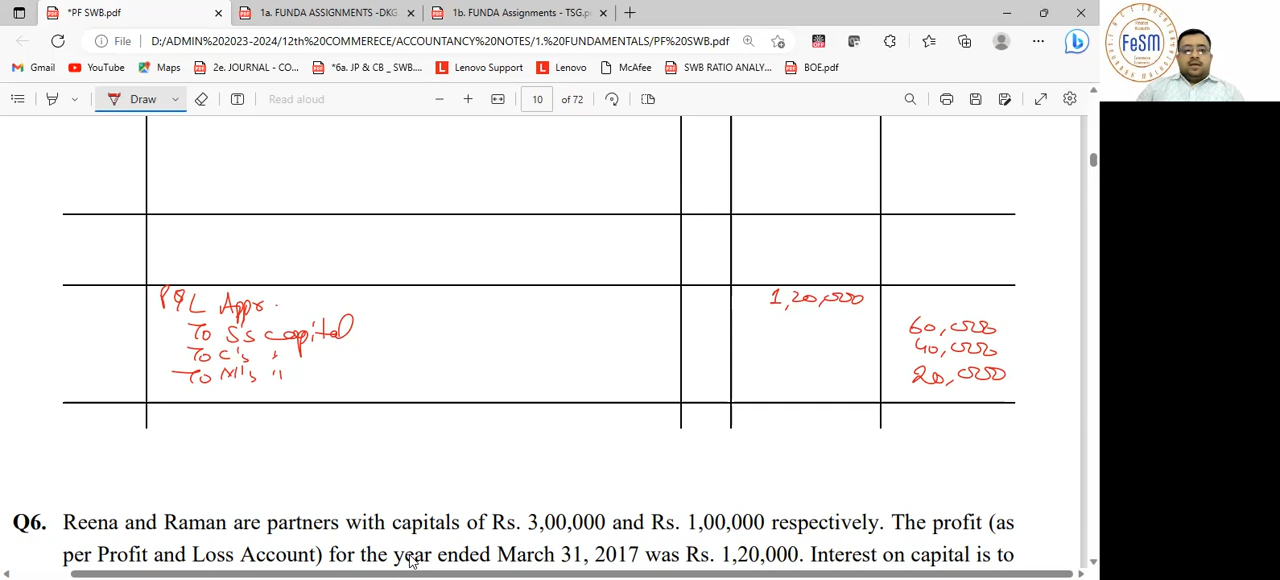 *PF SWB.pdf
1a. FUNDA ASSIGNMENTS -DKG
1b. FUNDA Assignments - TSG.p
File D:/ADMIN%202023-2024/12th%20COMMERECE/ACC
%20NOTES/1.%20FUNDAMENTALS/PF%20SWB.pdf
OFF
Gmail YouTube Maps 2e. JOURNAL - CO... *6a. JP & CB _ SWB.... Lenovo Support Lenovo McAfee SWB RATIO ANALY... BOE.pdf
Draw Read aloud 10 of 72
FeSM
P&L Appr. 1,20,000
To S's capital 60,000
To C's " 40,000
To M's " 20,000
Q6. Reena and Raman are partners with capitals of Rs. 3,00,000 and Rs. 1,00,000 respectively. The profit (as
per Profit and Loss Account) for the year ended March 31, 2017 was Rs. 1,20,000. Interest on capital is to